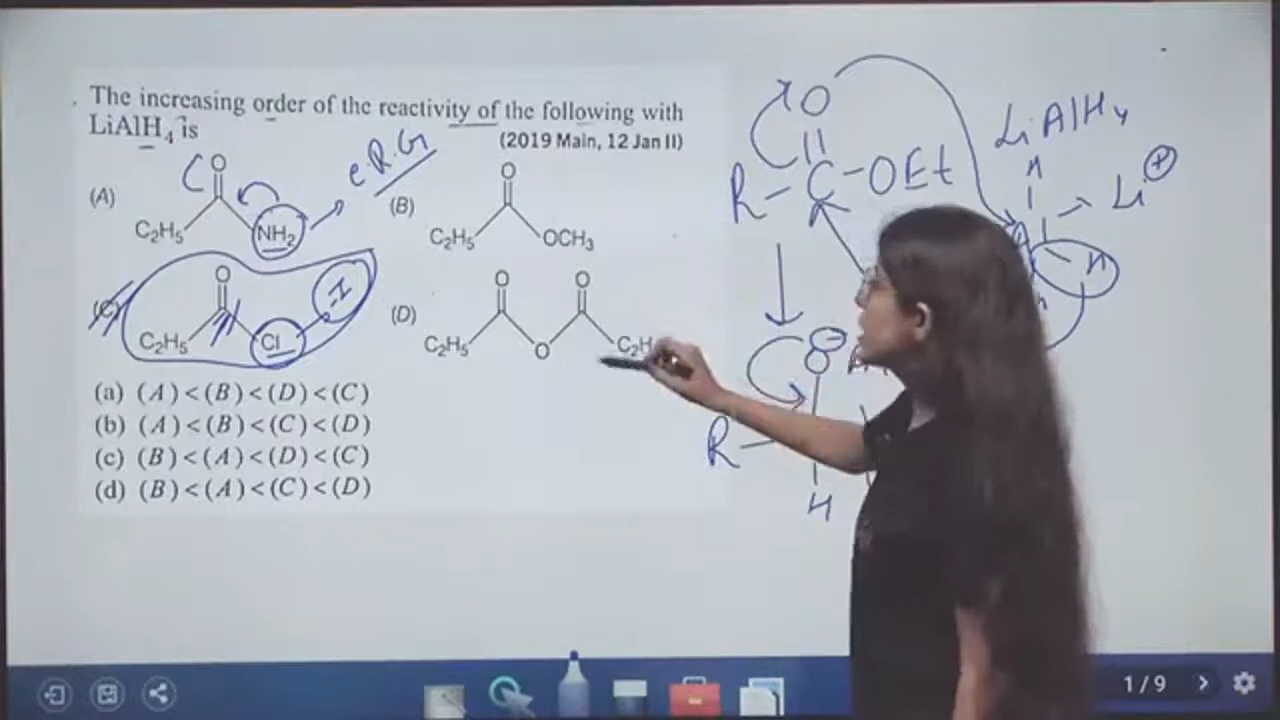 The increasing order of the reactivity of the following with
LiAlH4 is
(2019 Main, 12 Jan II)
e.R.G
(A)
O
C2H5
NH2
(B)
O
C2H5
OCH3
(C)
O
C2H5
Cl
-I
(D)
O
O
C2H5
O
C2H
(a) (A)<(B)<(D)<(C)
(b) (A)<(B)<(C)<(D)
(c) (B)<(A)<(D)<(C)
(d) (B)<(A)<(C)<(D)
O
R-C-OEt
LiAlH4
H
Li+
H
O-
R
H
1/9